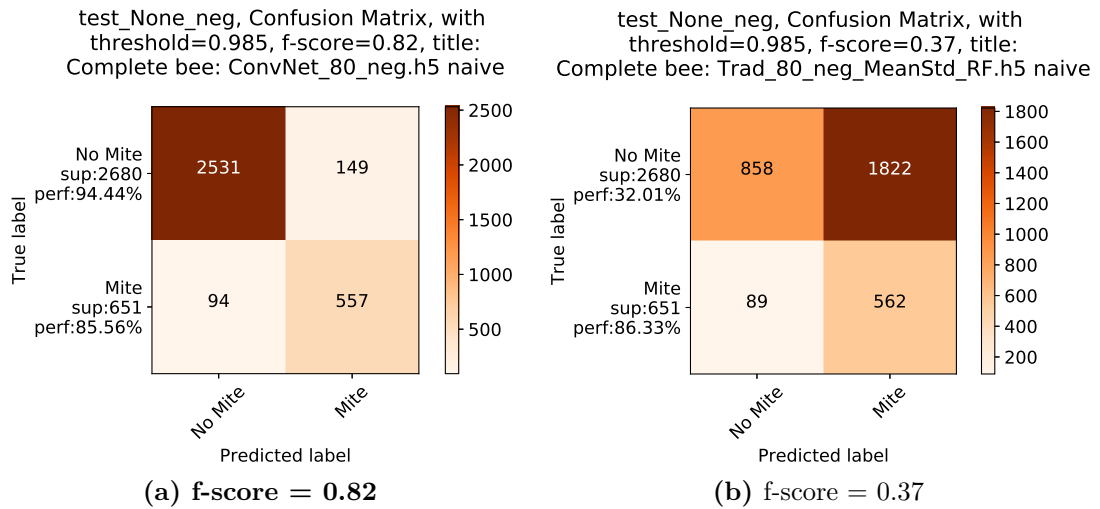 test_None_neg, Confusion Matrix, with
threshold=0.985, f-score=0.82, title:
Complete bee: ConvNet_80_neg.h5 naive
No Mite
sup:2680
perf:94.44%
Mite
sup:651
perf:85.56%
True label
2531
149
94
557
2500
2000
1500
1000
500
No Mite
Mite
Predicted label
(a) f-score = 0.82
test_None_neg, Confusion Matrix, with
threshold=0.985, f-score=0.37, title:
Complete bee: Trad_80_neg_MeanStd_RF.h5 naive
No Mite
sup:2680
perf:32.01%
Mite
sup:651
perf:86.33%
True label
858
1822
89
562
1800
1600
1400
1200
1000
800
600
400
200
No Mite
Mite
Predicted label
(b) f-score = 0.37